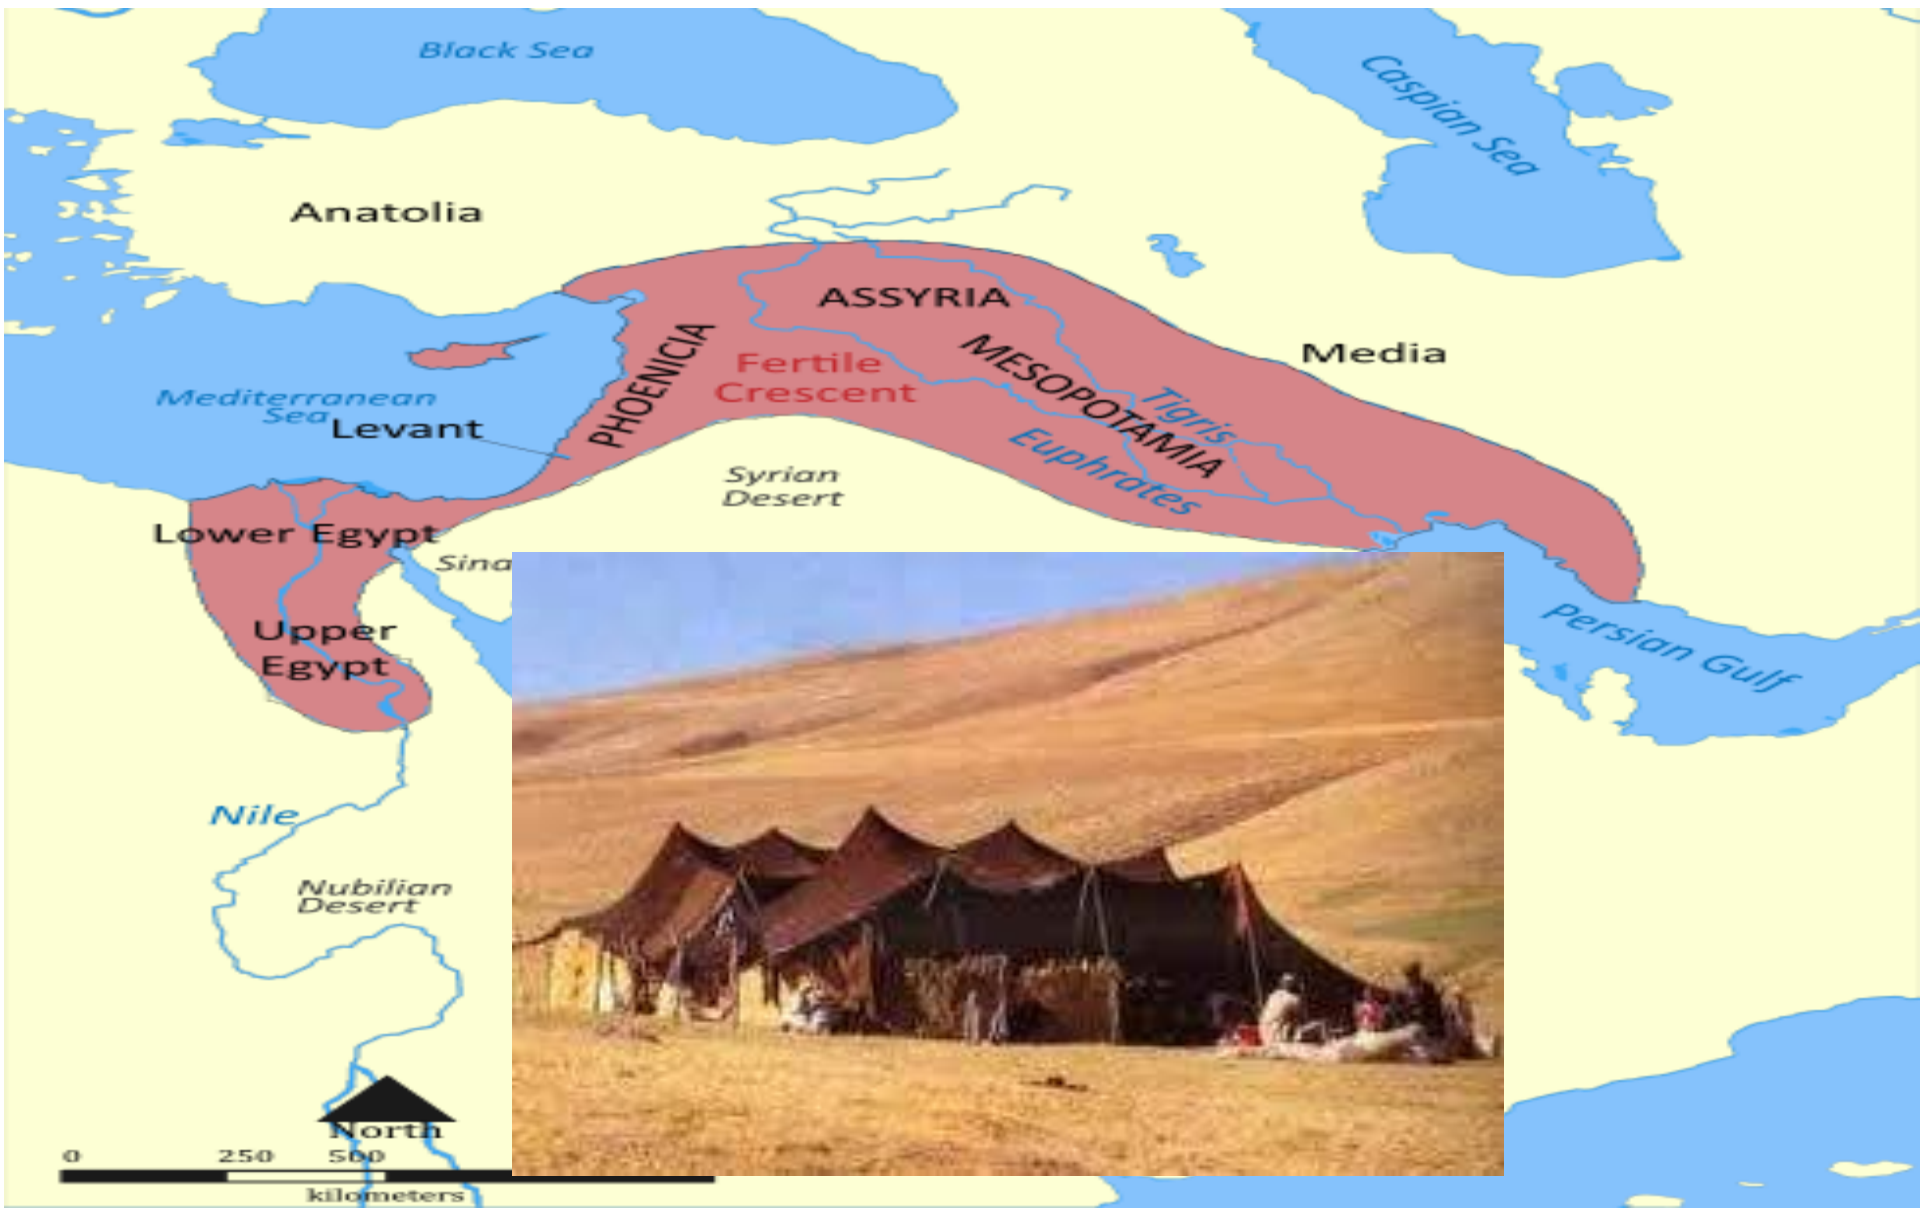 Black Sea
Caspian Sea
Anatolia
ASSYRIA
PHOENICIA
MESOPOTAMIA
Media
Fertile
Crescent
Tigris
Mediterranean
Sea
Levant
Euphrates
Syrian
Desert
Lower Egypt
Sina
Upper
Egypt
Persian Gulf
Nile
Nubilian
Desert
North
0 250 500
kilometers